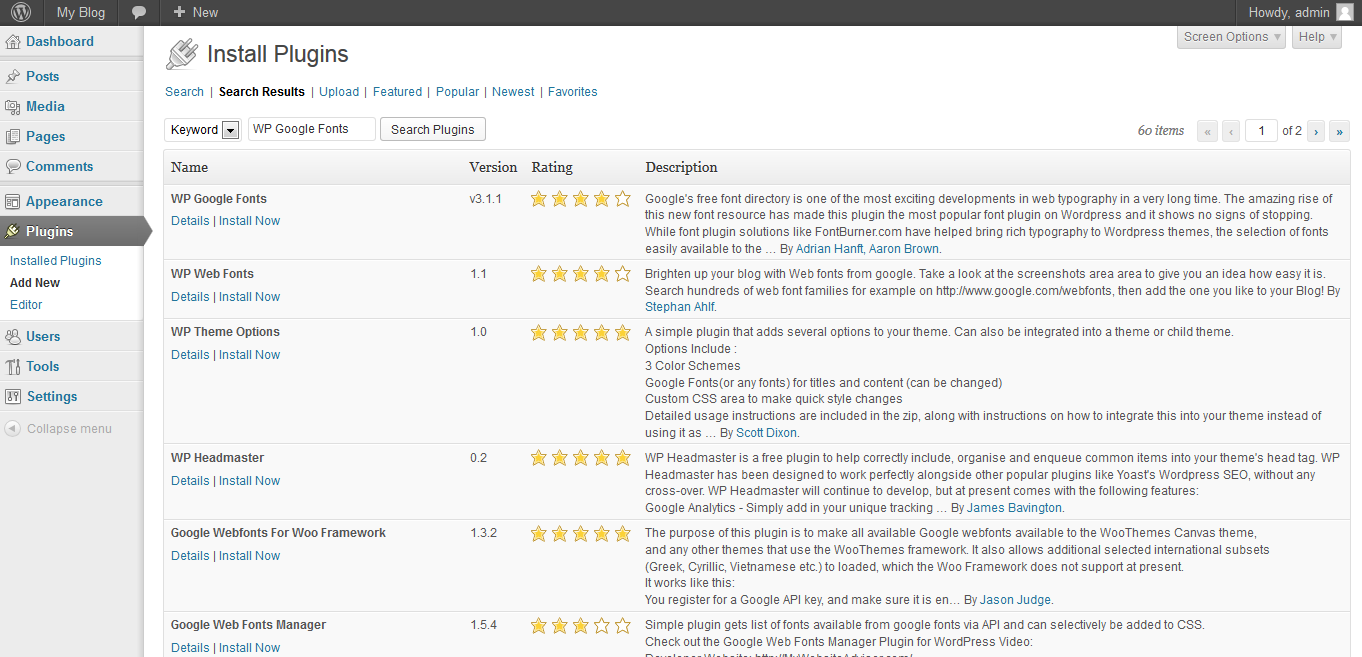 My Blog
New
Howdy, admin
Dashboard
Posts
Media
Pages
Comments
Appearance
Plugins
Installed Plugins
Add New
Editor
Users
Tools
Settings
Collapse menu
Screen Options
Help
Install Plugins
Search | Search Results | Upload | Featured | Popular | Newest | Favorites
Keyword WP Google Fonts Search Plugins
60 items « ‹ 1 of 2 › »
Name Version Rating Description
WP Google Fonts
Details | Install Now
v3.1.1
Google's free font directory is one of the most exciting developments in web typography in a very long time. The amazing rise of
this new font resource has made this plugin the most popular font plugin on Wordpress and it shows no signs of stopping.
While font plugin solutions like FontBurner.com have helped bring rich typography to Wordpress themes, the selection of fonts
easily available to the … By Adrian Hanft, Aaron Brown.
WP Web Fonts
Details | Install Now
1.1
Brighten up your blog with Web fonts from google. Take a look at the screenshots area area to give you an idea how easy it is.
Search hundreds of web font families for example on http://www.google.com/webfonts, then add the one you like to your Blog! By
Stephan Ahlf.
WP Theme Options
Details | Install Now
1.0
A simple plugin that adds several options to your theme. Can also be integrated into a theme or child theme.
Options Include :
3 Color Schemes
Google Fonts(or any fonts) for titles and content (can be changed)
Custom CSS area to make quick style changes
Detailed usage instructions are included in the zip, along with instructions on how to integrate this into your theme instead of
using it as … By Scott Dixon.
WP Headmaster
Details | Install Now
0.2
WP Headmaster is a free plugin to help correctly include, organise and enqueue common items into your theme's head tag. WP
Headmaster has been designed to work perfectly alongside other popular plugins like Yoast's Wordpress SEO, without any
cross-over. WP Headmaster will continue to develop, but at present comes with the following features:
Google Analytics - Simply add in your unique tracking … By James Bavington.
Google Webfonts For Woo Framework
Details | Install Now
1.3.2
The purpose of this plugin is to make all available Google webfonts available to the WooThemes Canvas theme,
and any other themes that use the WooThemes framework. It also allows additional selected international subsets
(Greek, Cyrillic, Vietnamese etc.) to loaded, which the Woo Framework does not support at present.
It works like this:
You register for a Google API key, and make sure it is en… By Jason Judge.
Google Web Fonts Manager
Details | Install Now
1.5.4
Simple plugin gets list of fonts available from google fonts via API and can selectively be added to CSS.
Check out the Google Web Fonts Manager Plugin for WordPress Video:
Developer Website: http://MyWebsiteAdvisor.com/